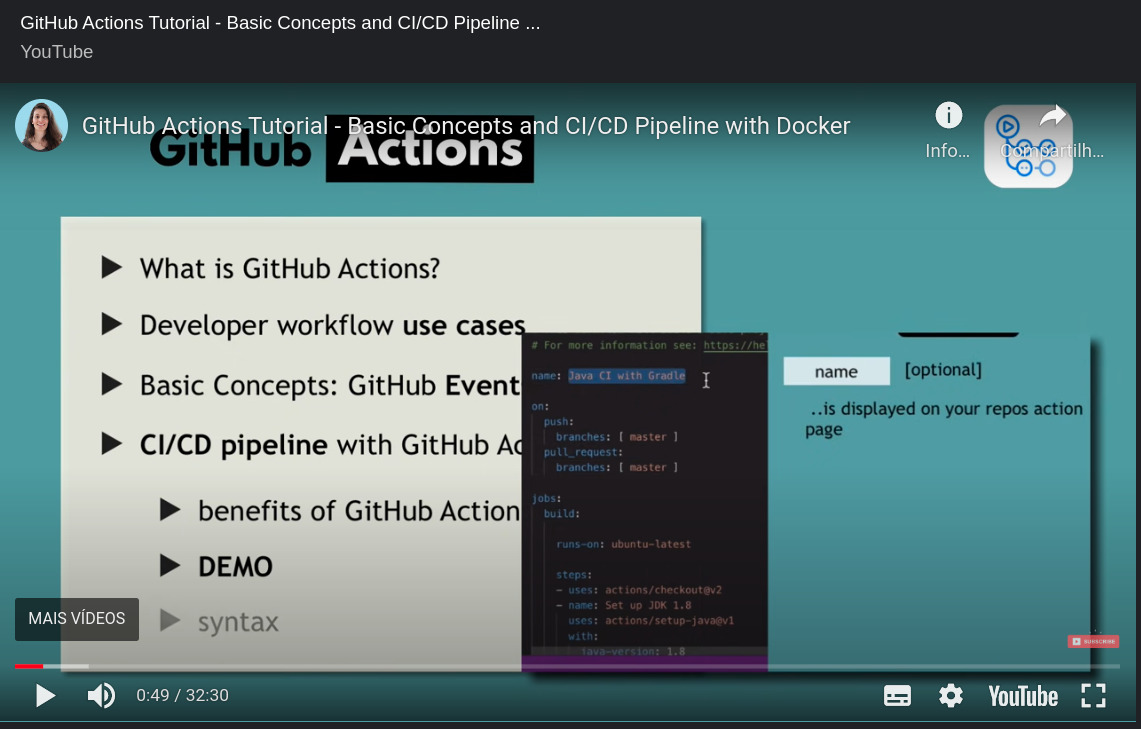 GitHub Actions Tutorial - Basic Concepts and CI/CD Pipeline ...
YouTube
GitHub Actions Tutorial - Basic Concepts and CI/CD Pipeline with Docker
Info...
Compartilh...
GitHub Actions
▶ What is GitHub Actions?
▶ Developer workflow use cases
▶ Basic Concepts: GitHub Event
▶ CI/CD pipeline with GitHub Ac
▶ benefits of GitHub Action
▶ DEMO
▶ syntax
# For more information see: https://hel
name: Java CI with Gradle
on:
push:
branches: [ master ]
pull_request:
branches: [ master ]
jobs:
build:
runs-on: ubuntu-latest
steps:
- uses: actions/checkout@v2
- name: Set up JDK 1.8
uses: actions/setup-java@v1
with:
java-version: 1.8
name [optional]
..is displayed on your repos action
page
MAIS VÍDEOS
SUBSCRIBE
0:49 / 32:30
YouTube